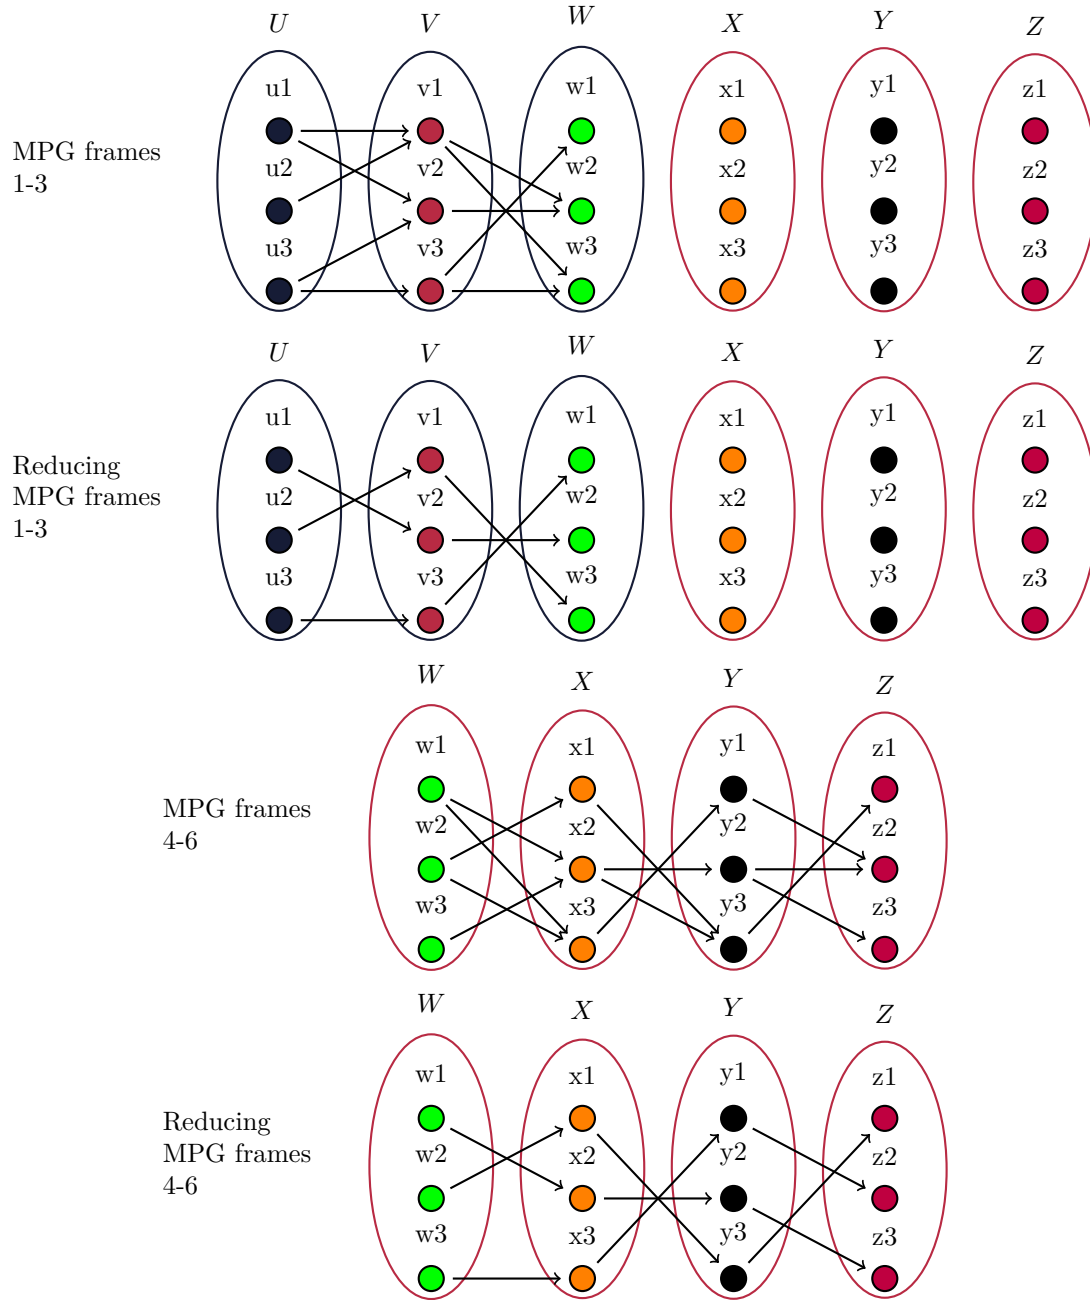 U V W X Y Z
u1 v1 w1 x1 y1 z1
MPG frames
1-3
u2 v2 w2 x2 y2 z2
u3 v3 w3 x3 y3 z3
U V W X Y Z
u1 v1 w1 x1 y1 z1
Reducing
MPG frames
1-3
u2 v2 w2 x2 y2 z2
u3 v3 w3 x3 y3 z3
W X Y Z
w1 x1 y1 z1
MPG frames
4-6
w2 x2 y2 z2
w3 x3 y3 z3
W X Y Z
w1 x1 y1 z1
Reducing
MPG frames
4-6
w2 x2 y2 z2
w3 x3 y3 z3